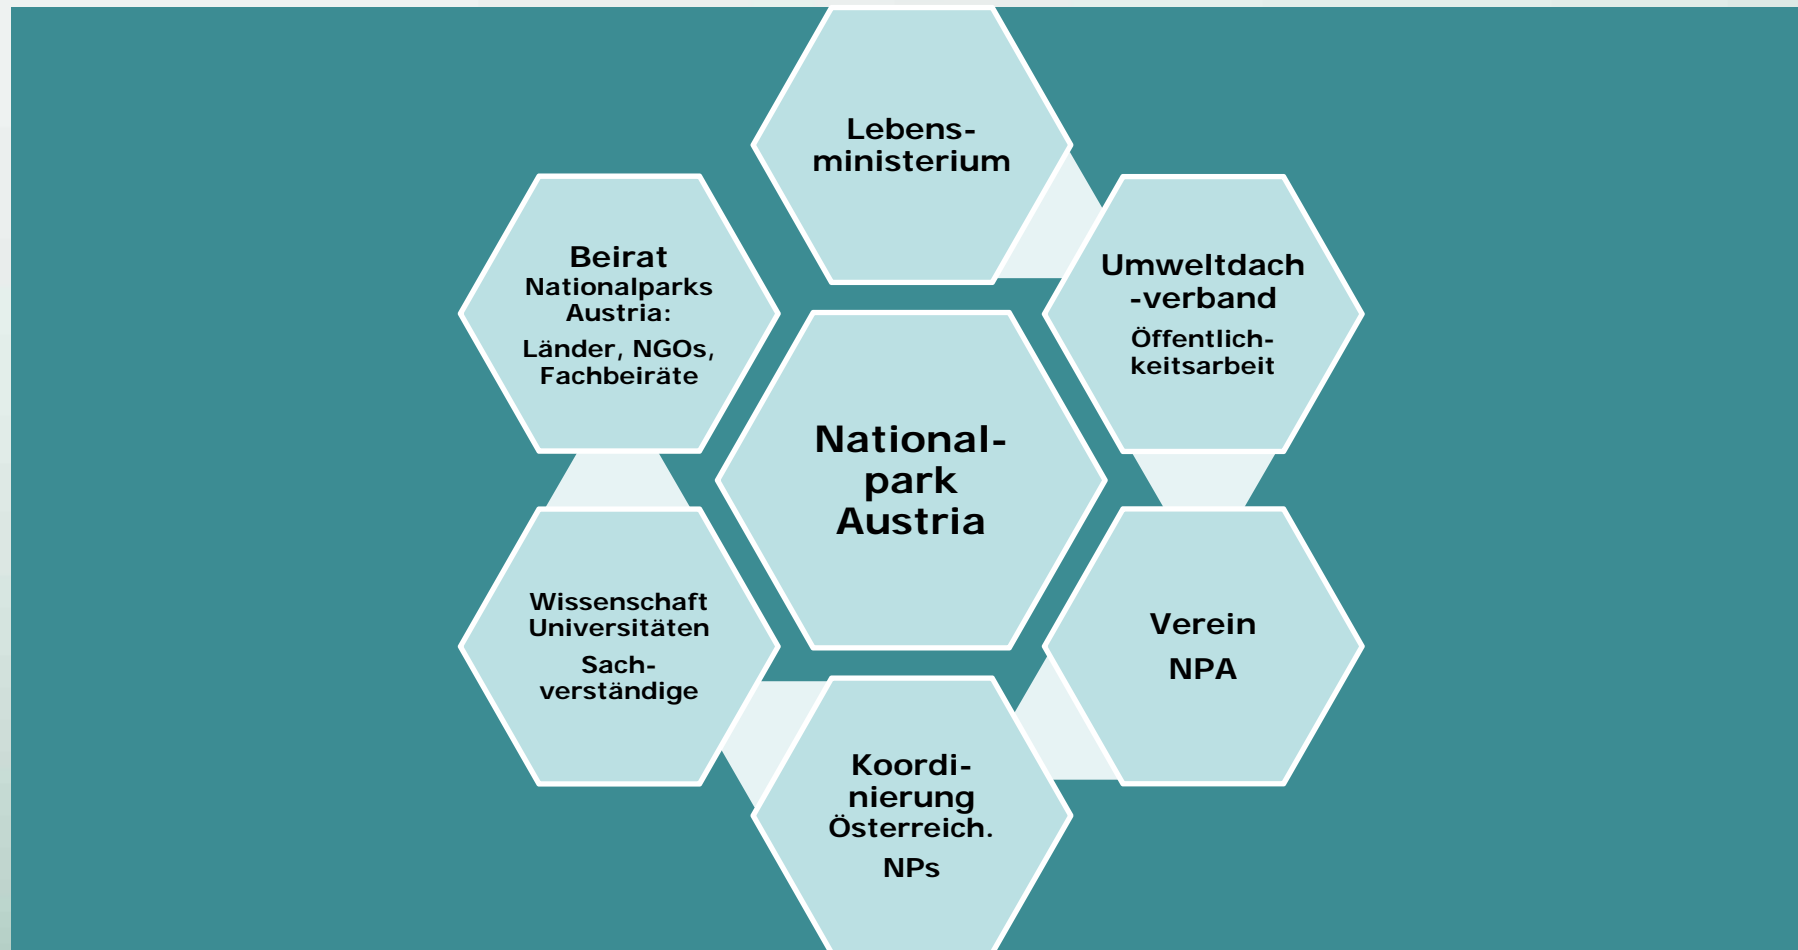 Lebens-
ministerium
Umweltdach
-verband
Öffentlich-
keitsarbeit
Verein
NPA
Koordi-
nierung
Österreich.
NPs
Wissenschaft
Universitäten
Sach-
verständige
Beirat
Nationalparks
Austria:
Länder, NGOs,
Fachbeiräte
National-
park
Austria